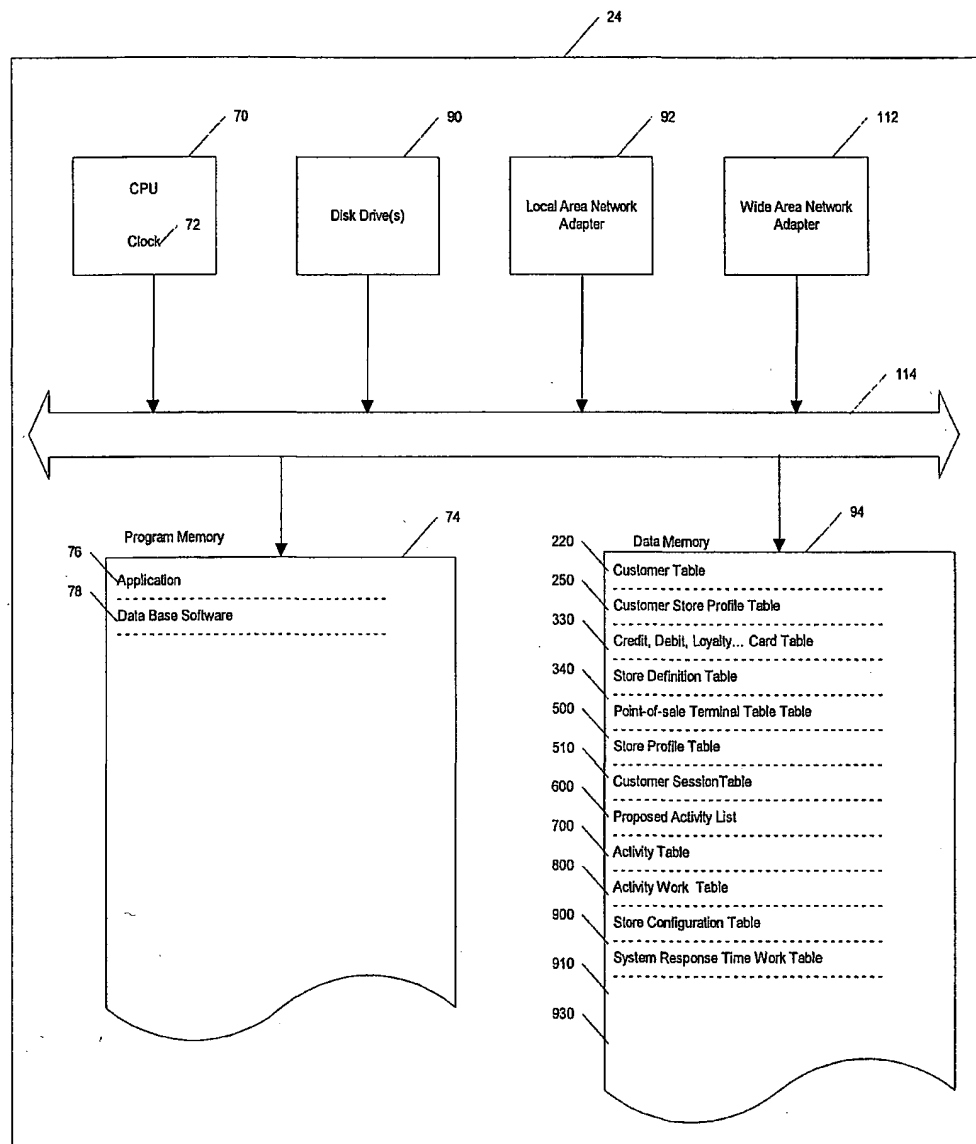 24
70
90
92
112
CPU
Clock
72
Disk Drive(s)
Local Area Network
Adapter
Wide Area Network
Adapter
114
Program Memory
74
76
Application
78
Data Base Software
Data Memory
94
220
Customer Table
250
Customer Store Profile Table
330
Credit, Debit, Loyalty... Card Table
340
Store Definition Table
Point-of-sale Terminal Table Table
500
Store Profile Table
510
Customer SessionTable
600
Proposed Activity List
700
Activity Table
800
Activity Work Table
900
Store Configuration Table
System Response Time Work Table
910
930